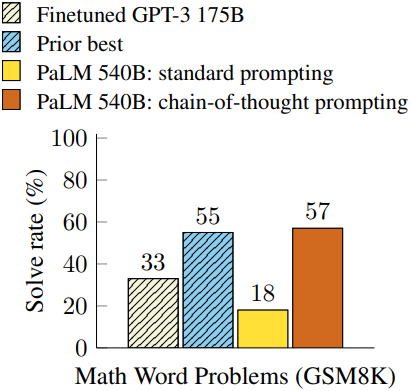 Finetuned GPT-3 175B
Prior best
PaLM 540B: standard prompting
PaLM 540B: chain-of-thought prompting
100
80
60
40
20
0
Solve rate (%)
33
55
18
57
Math Word Problems (GSM8K)